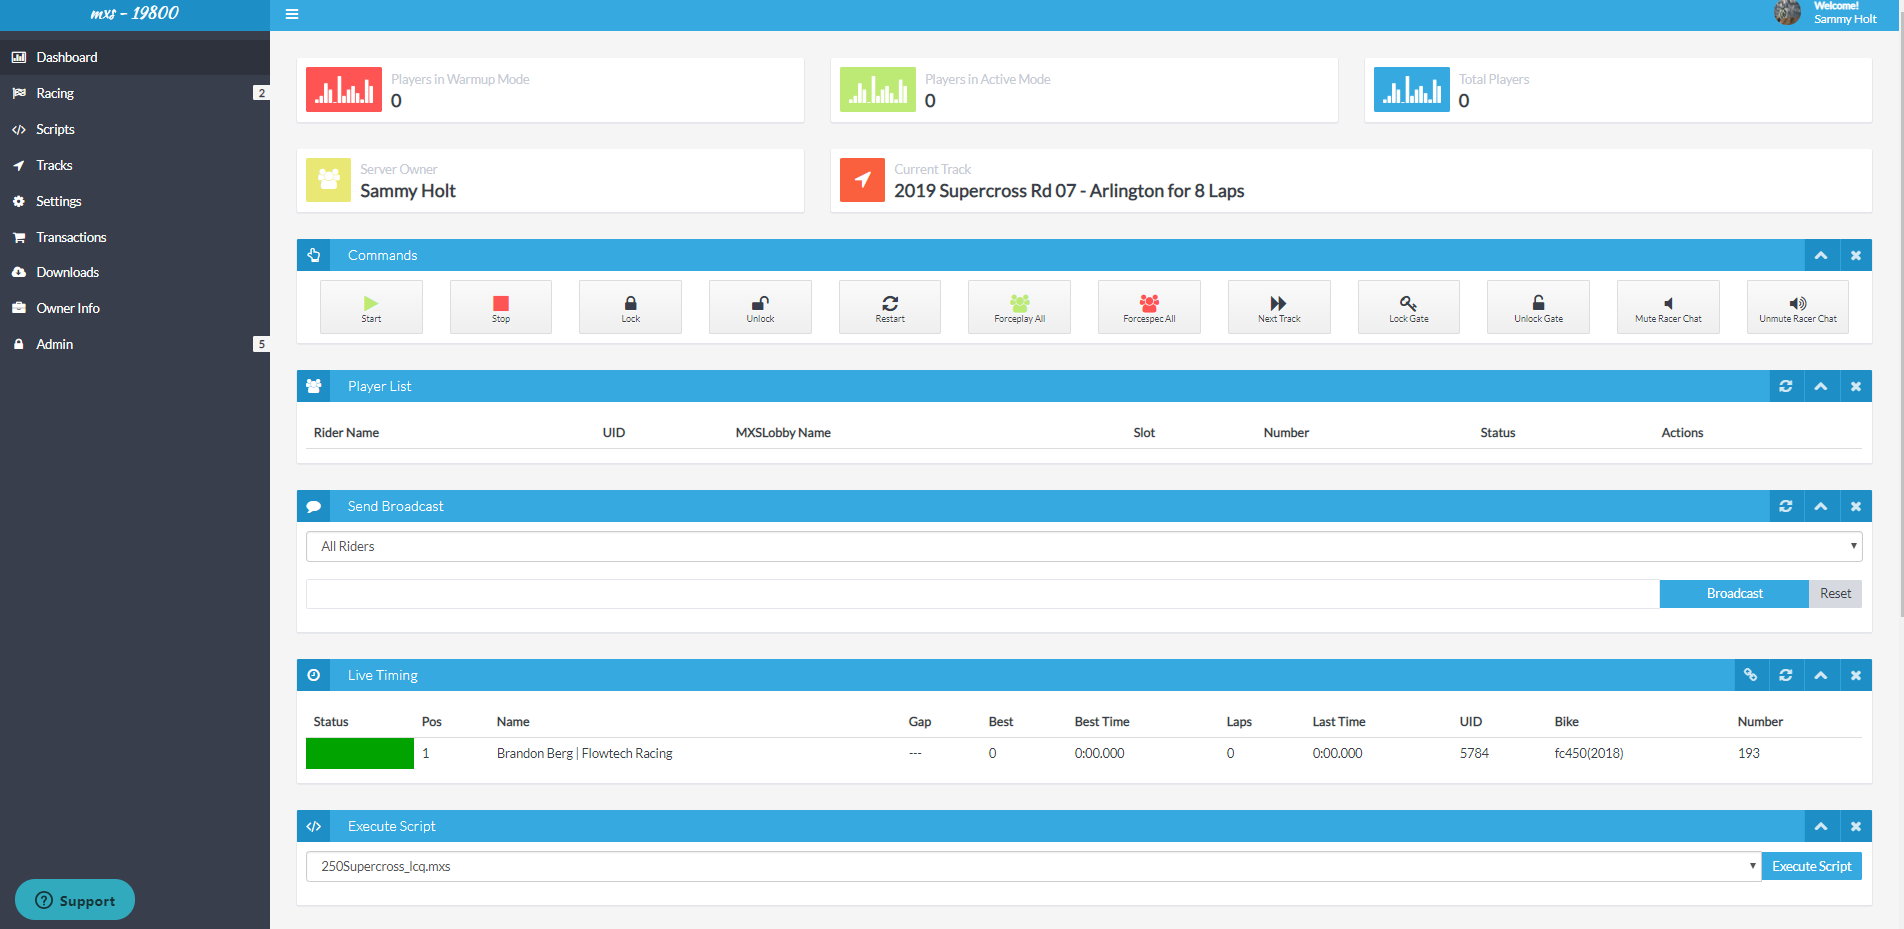 mxs - 19800
Welcome!
Sammy Holt
Dashboard
Racing 2
Scripts
Tracks
Settings
Transactions
Downloads
Owner Info
Admin 5
Support
Players in Warmup Mode
0
Players in Active Mode
0
Total Players
0
Server Owner
Sammy Holt
Current Track
2019 Supercross Rd 07 - Arlington for 8 Laps
Commands
Start Stop Lock Unlock Restart Forceplay All Forcespec All Next Track Lock Gate Unlock Gate Mute Racer Chat Unmute Racer Chat
Player List
Rider Name UID MXSLobby Name Slot Number Status Actions
Send Broadcast
All Riders
Broadcast Reset
Live Timing
Status Pos Name Gap Best Best Time Laps Last Time UID Bike Number
1 Brandon Berg | Flowtech Racing --- 0 0:00.000 0 0:00.000 5784 fc450(2018) 193
Execute Script
250Supercross_lcq.mxs Execute Script